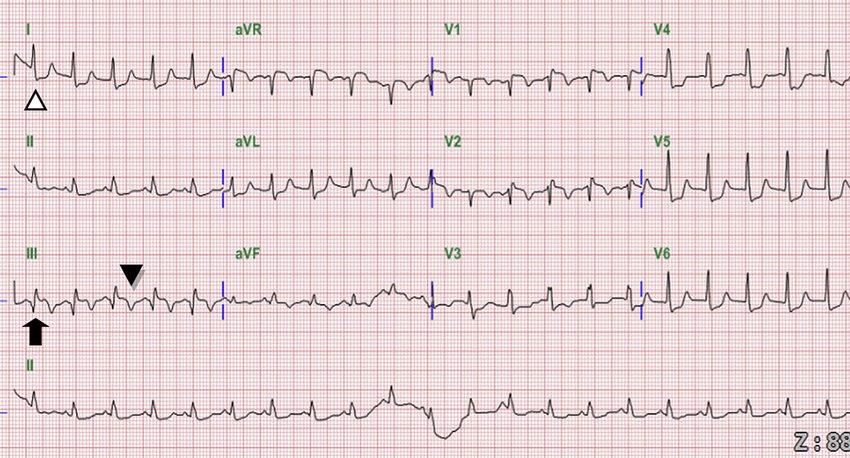 I aVR V1 V4
II aVL V2 V5
III aVF V3 V6
II
Z:88